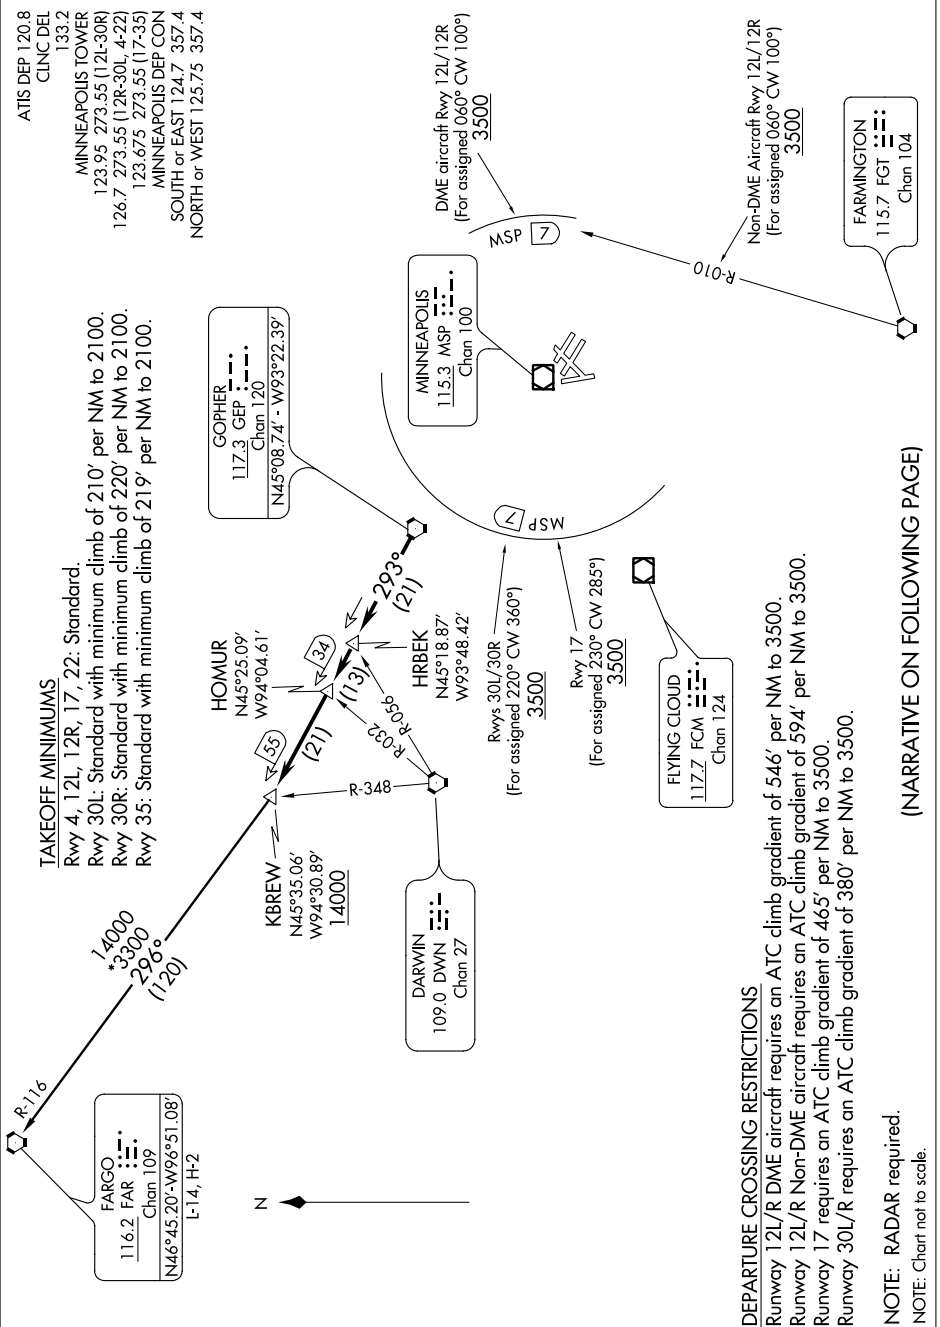 ATIS DEP 120.8
CLNC DEL
133.2
MINNEAPOLIS TOWER
123.95 273.55 (12L-30R)
126.7 273.55 (12R-30L, 4-22)
123.675 273.55 (17-35)
MINNEAPOLIS DEP CON
SOUTH or EAST 124.7 357.4
NORTH or WEST 125.75 357.4
TAKEOFF MINIMUMS
Rwy 4, 12L, 12R, 17, 22: Standard.
Rwy 30L: Standard with minimum climb of 210' per NM to 2100.
Rwy 30R: Standard with minimum climb of 220' per NM to 2100.
Rwy 35: Standard with minimum climb of 219' per NM to 2100.
FARGO
116.2 FAR
Chan 109
N46°45.20'-W96°51.08'
L-14, H-2
R-116
14000
*3300
296°
(120)
N
KBREW
N45°35.06'
W94°30.89'
14000
55
(21)
R-348
HOMUR
N45°25.09'
W94°04.61'
34
(13)
R-032
R-056
HRBEK
N45°18.87'
W93°48.42'
293°
(21)
GOPHER
117.3 GEP
Chan 120
N45°08.74' - W93°22.39'
DARWIN
109.0 DWN
Chan 27
MINNEAPOLIS
115.3 MSP
Chan 100
MSP 7
DME aircraft Rwy 12L/12R
(For assigned 060° CW 100°)
3500
MSP 7
Rwys 30L/30R
(For assigned 220° CW 360°)
3500
Rwy 17
(For assigned 230° CW 285°)
3500
FLYING CLOUD
117.7 FCM
Chan 124
Non-DME Aircraft Rwy 12L/12R
(For assigned 060° CW 100°)
3500
R-010
FARMINGTON
115.7 FGT
Chan 104
DEPARTURE CROSSING RESTRICTIONS
Runway 12L/R DME aircraft requires an ATC climb gradient of 546' per NM to 3500.
Runway 12L/R Non-DME aircraft requires an ATC climb gradient of 594' per NM to 3500.
Runway 17 requires an ATC climb gradient of 465' per NM to 3500.
Runway 30L/R requires an ATC climb gradient of 380' per NM to 3500.
NOTE: RADAR required.
NOTE: Chart not to scale.
(NARRATIVE ON FOLLOWING PAGE)